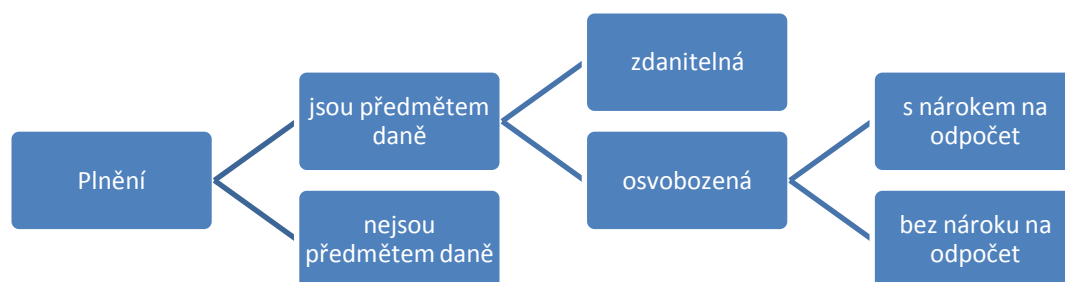 Plnění
jsou předmětem
daně
nejsou
předmětem daně
zdanitelná
osvobozená
s nárokem na
odpočet
bez nároku na
odpočet